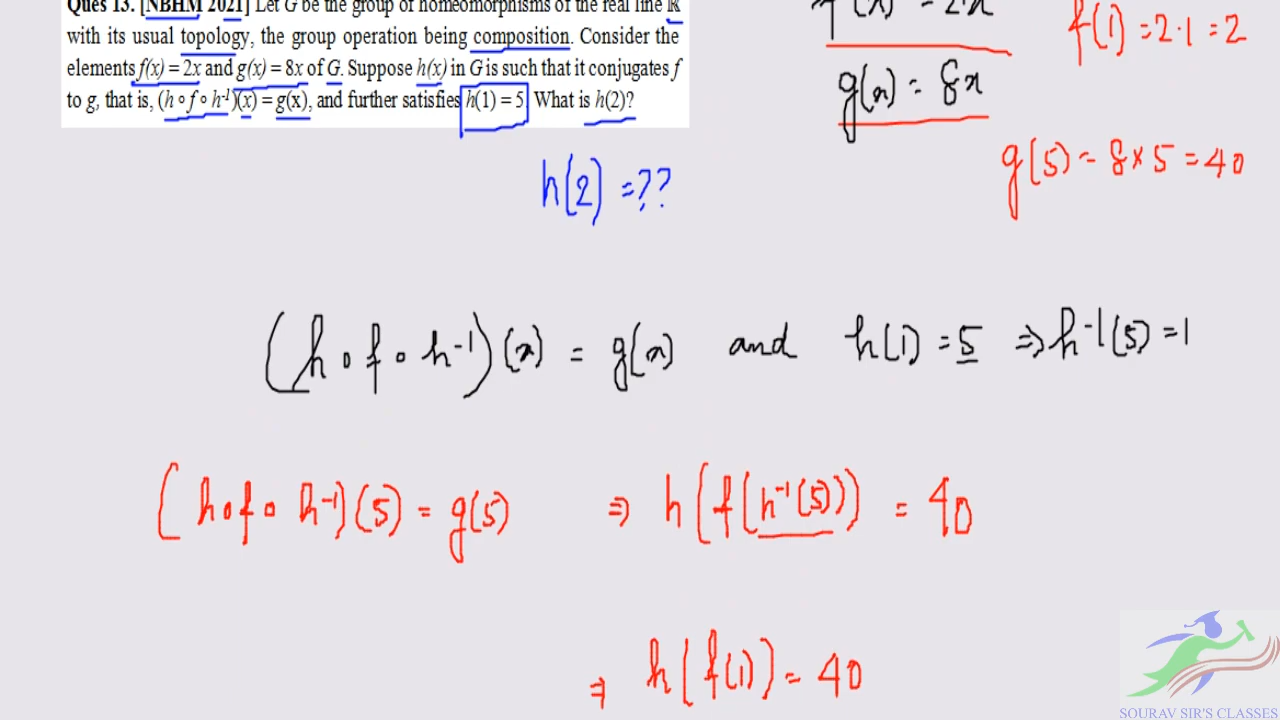 Ques 13. [NBHM 2021] Let G be the group of homeomorphisms of the real line ℝ
with its usual topology, the group operation being composition. Consider the
elements f(x) = 2x and g(x) = 8x of G. Suppose h(x) in G is such that it conjugates f
to g, that is, (h ∘ f ∘ h⁻¹)(x) = g(x), and further satisfies h(1) = 5. What is h(2)?
f(x) = 2x
f(1) = 2·1 = 2
g(x) = 8x
g(5) = 8×5 = 40
h(2) = ??
(h ∘ f ∘ h⁻¹)(x) = g(x) and h(1) = 5 ⇒ h⁻¹(5) = 1
(h ∘ f ∘ h⁻¹)(5) = g(5) ⇒ h(f(h⁻¹(5))) = 40
⇒ h(f(1)) = 40
SOURAV SIR'S CLASSES